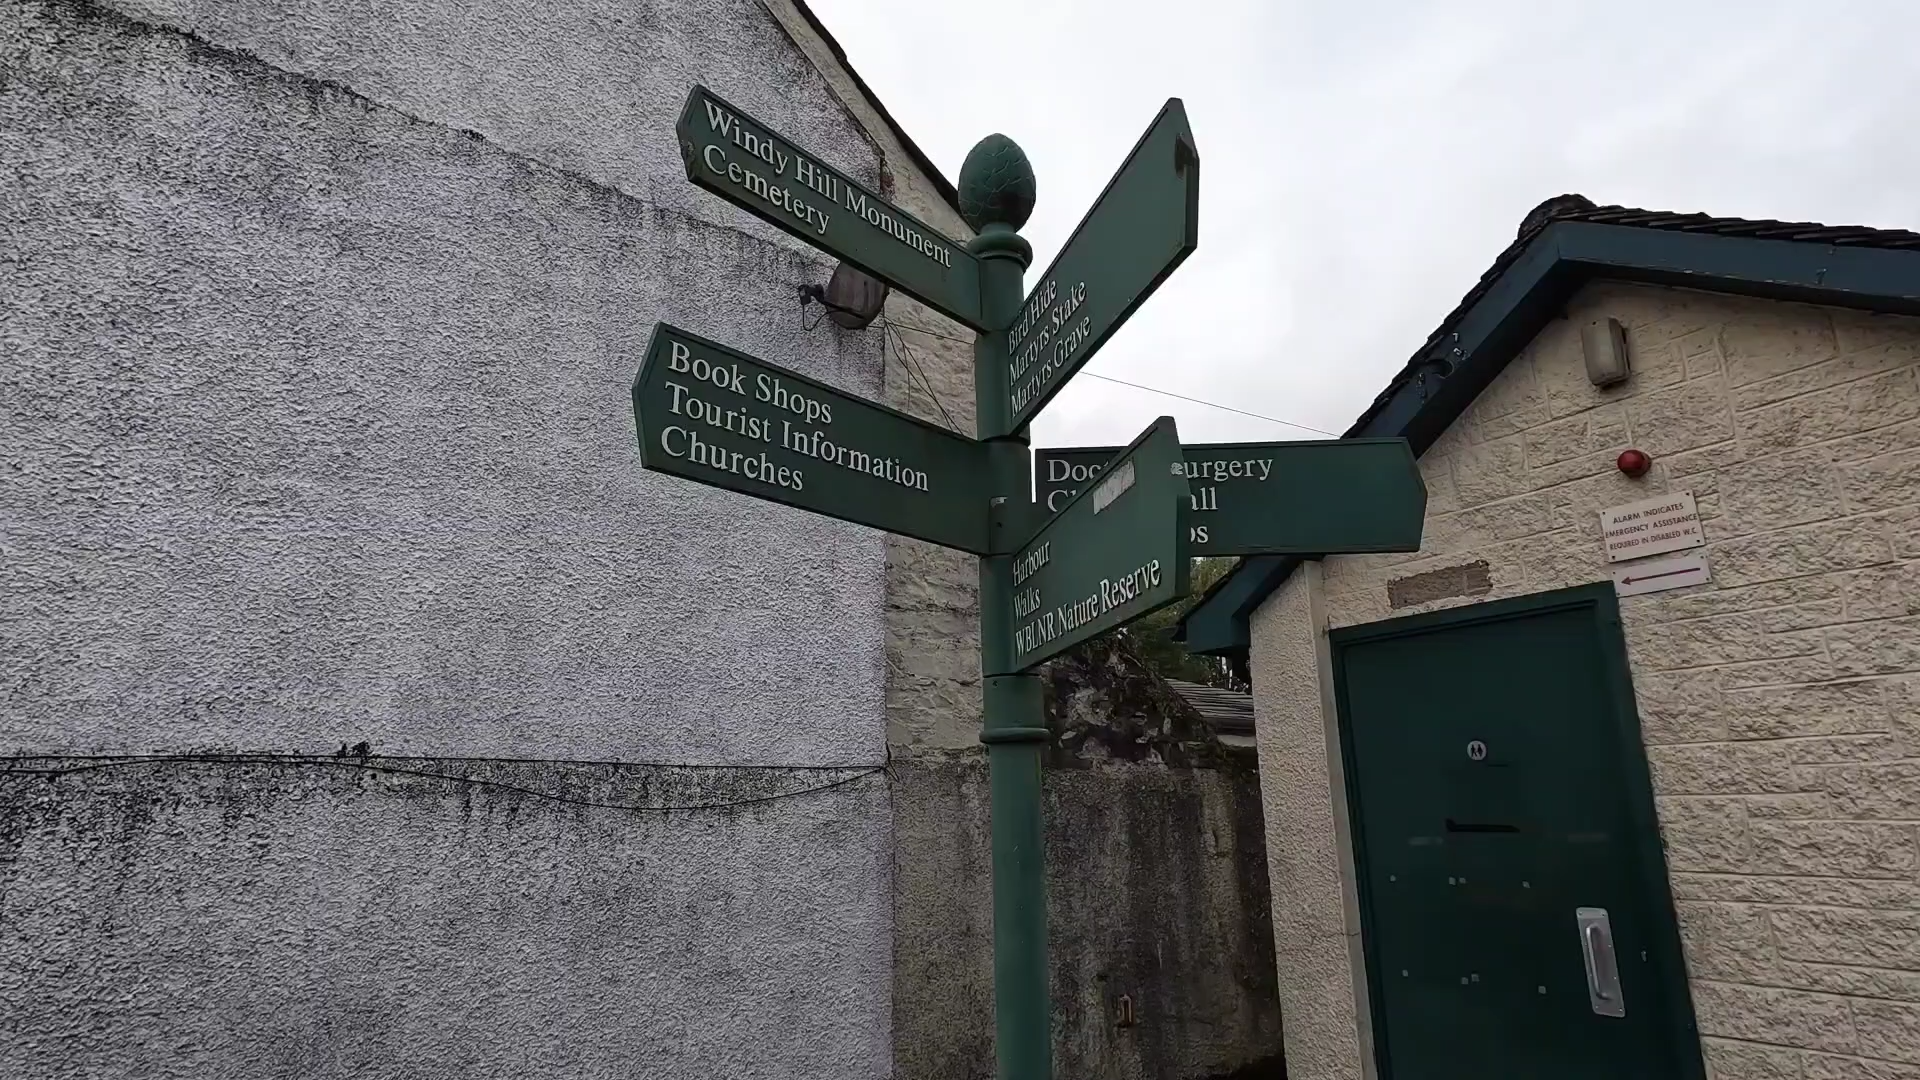 Windy Hill Monument
Cemetery
Bird Hide
Martyrs Stake
Martyrs Grave
Book Shops
Tourist Information
Churches
Harbour
Walks
WBLNR Nature Reserve
ALARM INDICATES
EMERGENCY ASSISTANCE
REQUIRED IN DISABLED W.C.